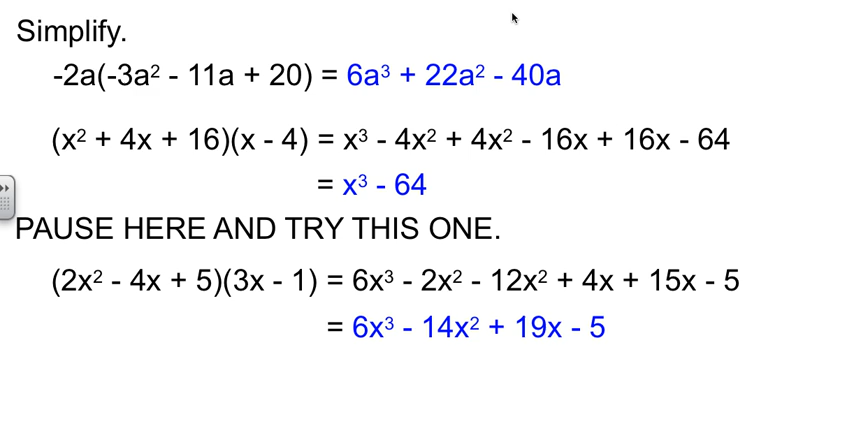 Simplify.
-2a(-3a² - 11a + 20) = 6a³ + 22a² - 40a
(x² + 4x + 16)(x - 4) = x³ - 4x² + 4x² - 16x + 16x - 64
= x³ - 64
PAUSE HERE AND TRY THIS ONE.
(2x² - 4x + 5)(3x - 1) = 6x³ - 2x² - 12x² + 4x + 15x - 5
= 6x³ - 14x² + 19x - 5